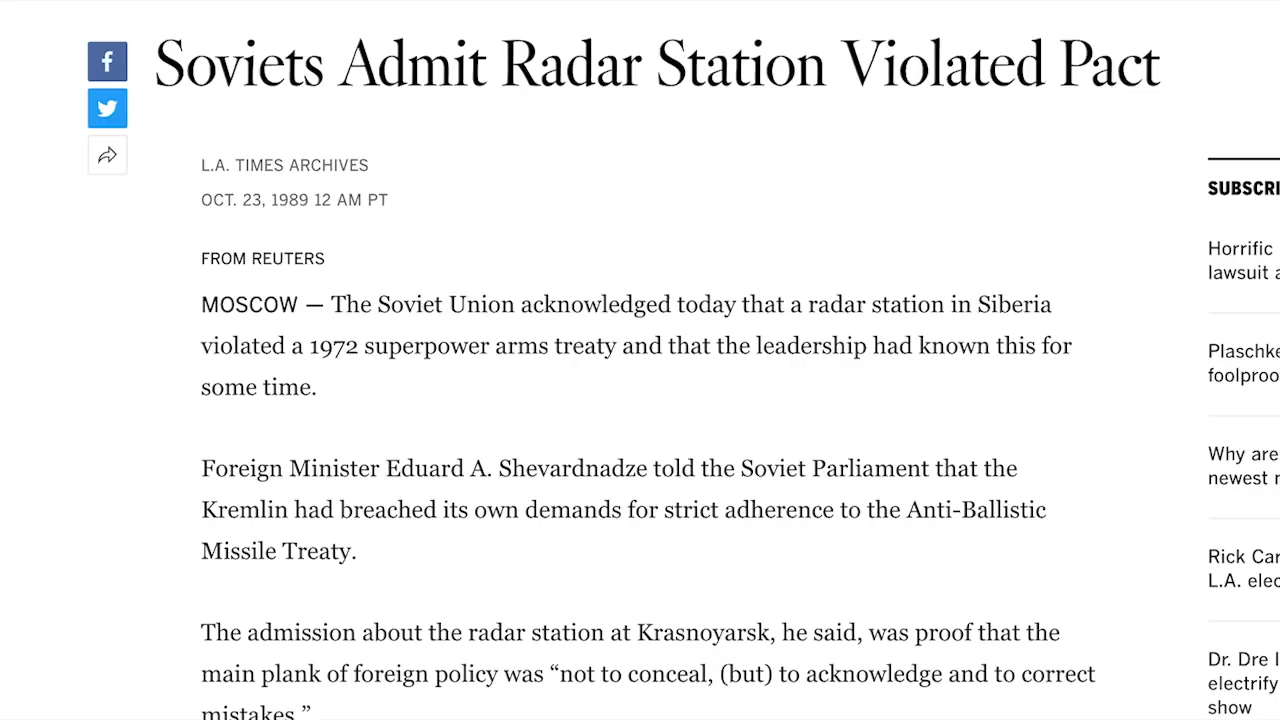 Soviets Admit Radar Station Violated Pact
L.A. TIMES ARCHIVES
OCT. 23, 1989 12 AM PT
FROM REUTERS
MOSCOW — The Soviet Union acknowledged today that a radar station in Siberia
violated a 1972 superpower arms treaty and that the leadership had known this for
some time.
Foreign Minister Eduard A. Shevardnadze told the Soviet Parliament that the
Kremlin had breached its own demands for strict adherence to the Anti-Ballistic
Missile Treaty.
The admission about the radar station at Krasnoyarsk, he said, was proof that the
main plank of foreign policy was “not to conceal, (but) to acknowledge and to correct
mistakes.”
SUBSCRI
Horrific
lawsuit a
Plaschke
foolproo
Why are
newest
Rick Car
L.A. elec
Dr. Dre
electrify
show